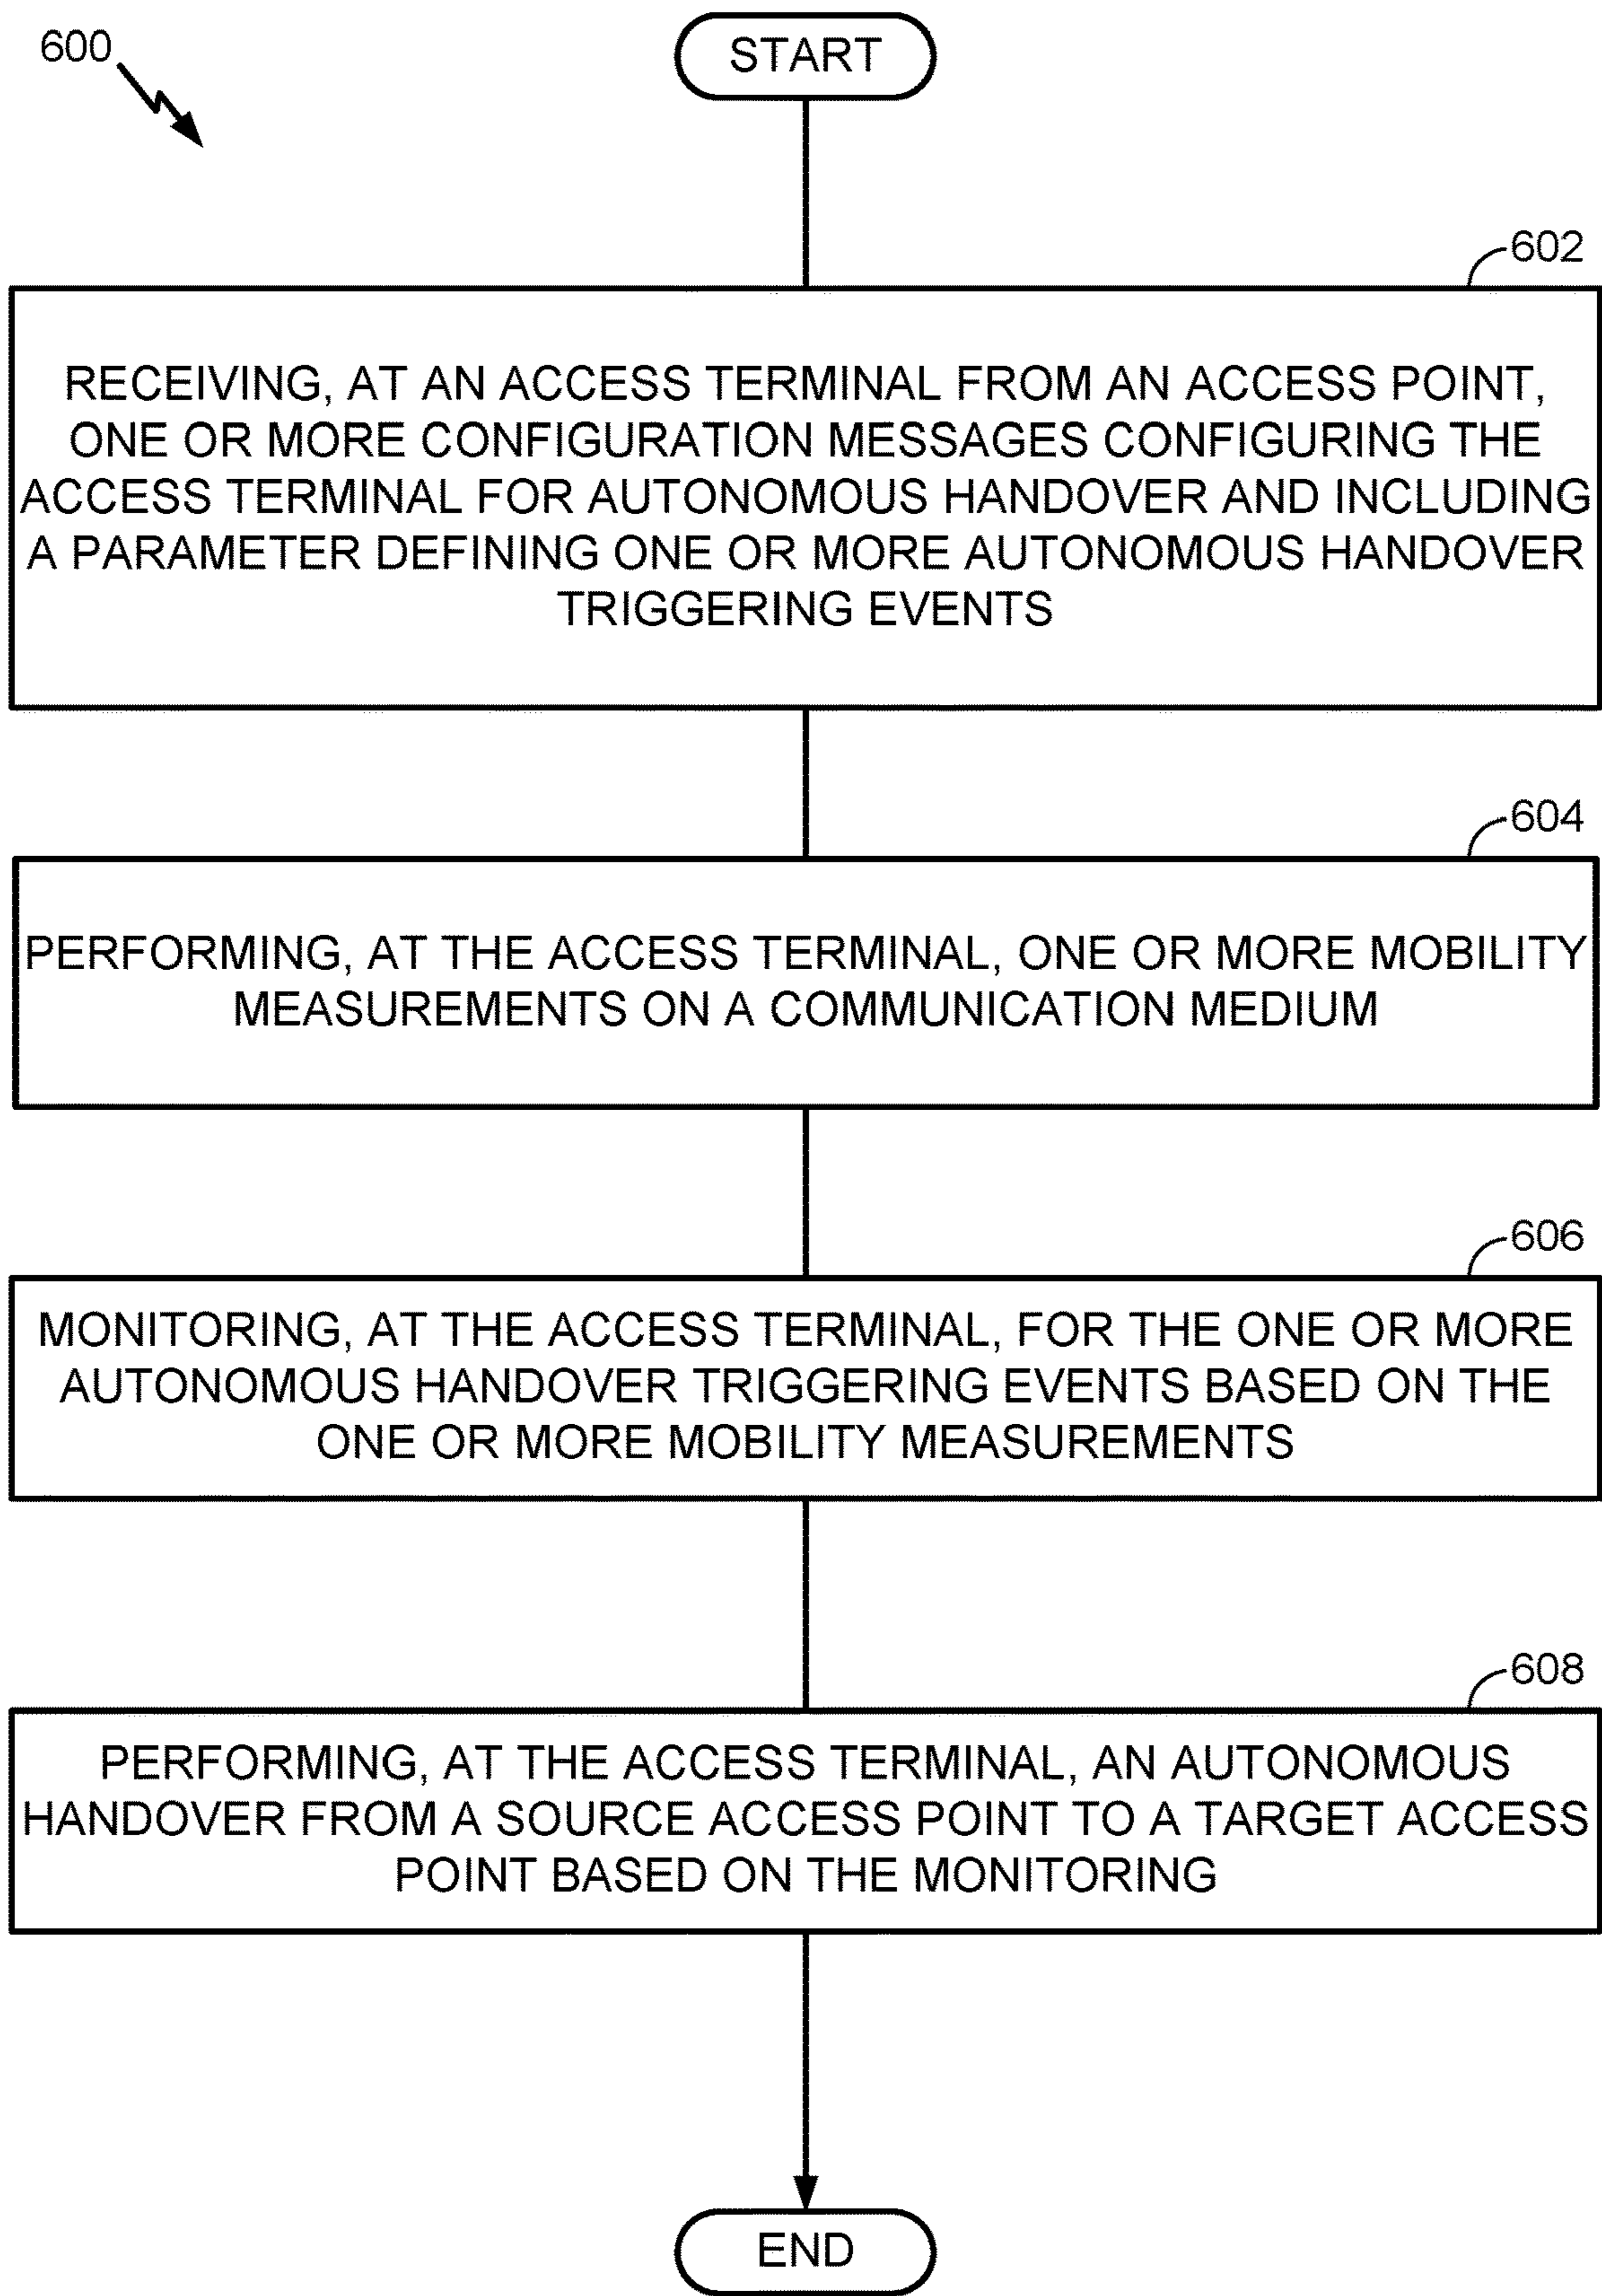 600
START
602
RECEIVING, AT AN ACCESS TERMINAL FROM AN ACCESS POINT,
ONE OR MORE CONFIGURATION MESSAGES CONFIGURING THE
ACCESS TERMINAL FOR AUTONOMOUS HANDOVER AND INCLUDING
A PARAMETER DEFINING ONE OR MORE AUTONOMOUS HANDOVER
TRIGGERING EVENTS
604
PERFORMING, AT THE ACCESS TERMINAL, ONE OR MORE MOBILITY
MEASUREMENTS ON A COMMUNICATION MEDIUM
606
MONITORING, AT THE ACCESS TERMINAL, FOR THE ONE OR MORE
AUTONOMOUS HANDOVER TRIGGERING EVENTS BASED ON THE
ONE OR MORE MOBILITY MEASUREMENTS
608
PERFORMING, AT THE ACCESS TERMINAL, AN AUTONOMOUS
HANDOVER FROM A SOURCE ACCESS POINT TO A TARGET ACCESS
POINT BASED ON THE MONITORING
END